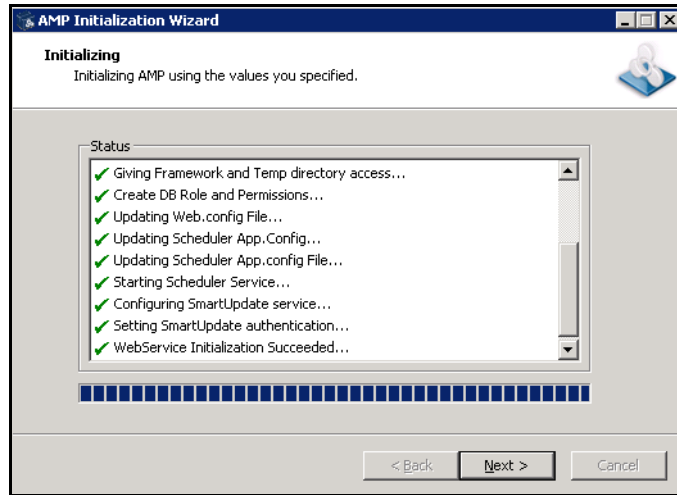 AMP Initialization Wizard
Initializing
Initializing AMP using the values you specified.
Status
Giving Framework and Temp directory access...
Create DB Role and Permissions...
Updating Web.config File...
Updating Scheduler App.Config...
Updating Scheduler App.config File...
Starting Scheduler Service...
Configuring SmartUpdate service...
Setting SmartUpdate authentication...
WebService Initialization Succeeded...
< Back
Next >
Cancel